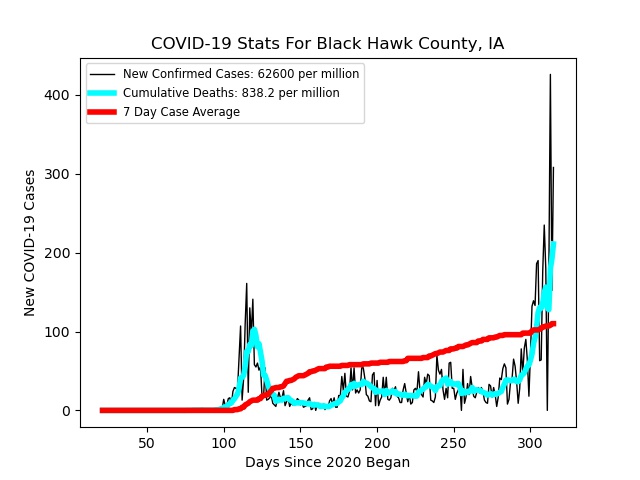 COVID-19 Stats For Black Hawk County, IA
New Confirmed Cases: 62600 per million
Cumulative Deaths: 838.2 per million
7 Day Case Average
New COVID-19 Cases
400
300
200
100
0
50 100 150 200 250 300
Days Since 2020 Began